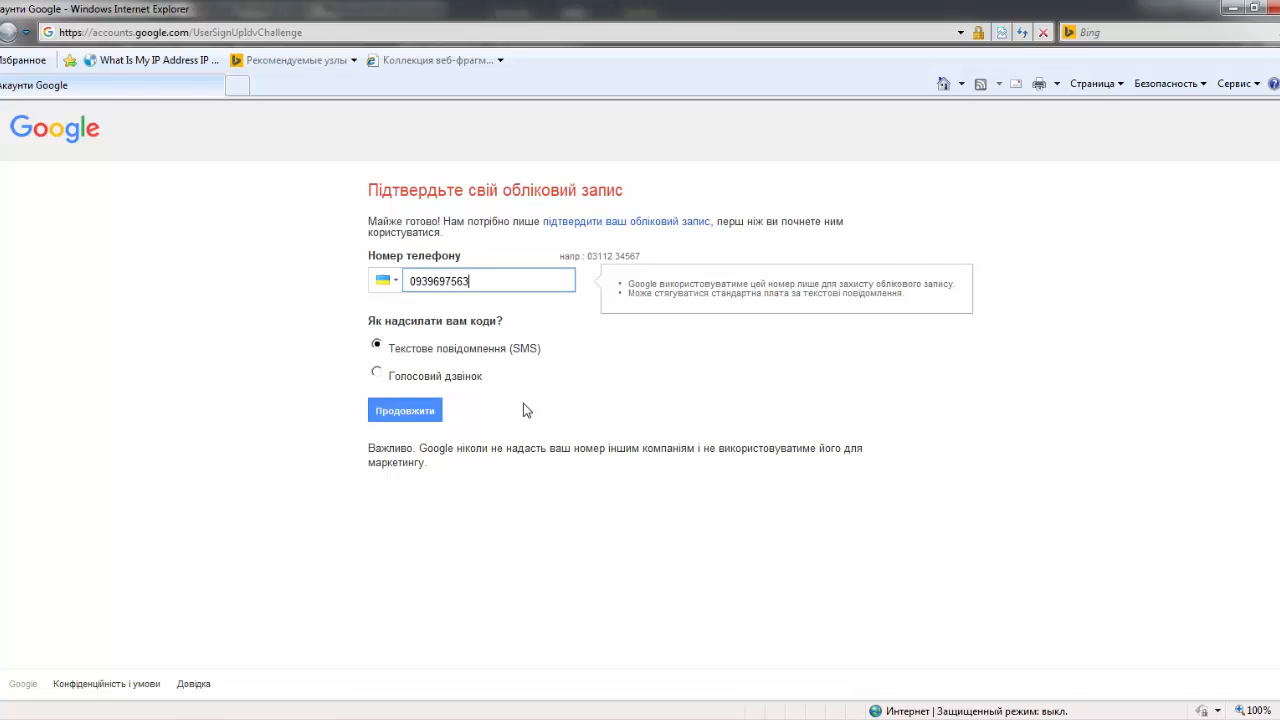 каунти Google - Windows Internet Explorer
https://accounts.google.com/UserSignUpIdvChallenge
Bing
Избранное
What Is My IP Address IP ...
Рекомендуемые узлы
Коллекция веб-фрагм...
Акаунти Google
Страница
Безопасность
Сервис
Google
Підтвердьте свій обліковий запис
Майже готово! Нам потрібно лише підтвердити ваш обліковий запис, перш ніж ви почнете ним
користуватися.
Номер телефону
напр.: 03112 34567
0939697563
Google використовуватиме цей номер лише для захисту облікового запису.
Може стягуватися стандартна плата за текстові повідомлення.
Як надсилати вам коди?
Текстове повідомлення (SMS)
Голосовий дзвінок
Продовжити
Важливо. Google ніколи не надасть ваш номер іншим компаніям і не використовуватиме його для
маркетингу.
Google Конфіденційність і умови Довідка
Интернет | Защищенный режим: выкл.
100%